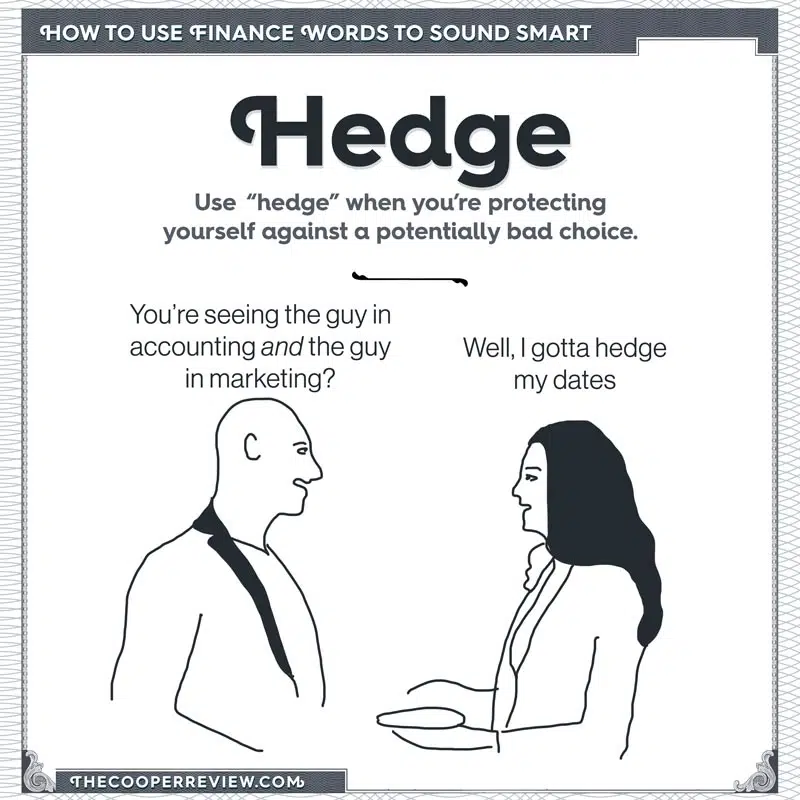 HOW TO USE FINANCE WORDS TO SOUND SMART
Hedge
Use “hedge” when you’re protecting
yourself against a potentially bad choice.
You’re seeing the guy in
accounting and the guy
in marketing?
Well, I gotta hedge
my dates
THECOOPERREVIEW.COM